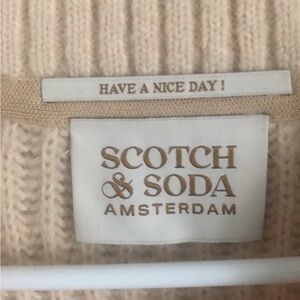 HAVE A NICE DAY!
SCOTCH
& SODA
AMSTERDAM